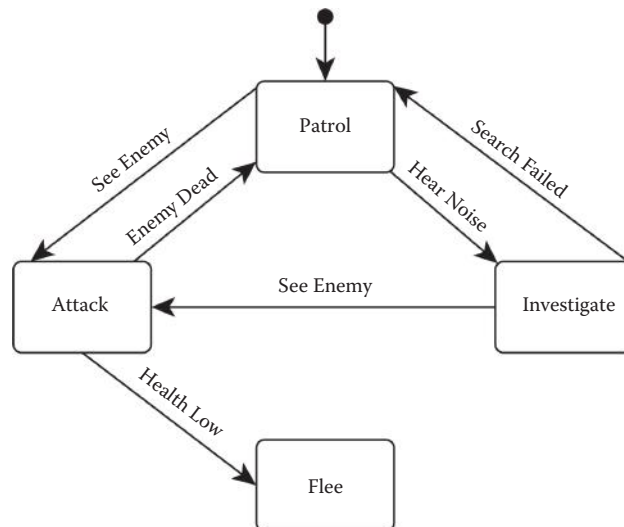 Patrol
See Enemy
Enemy Dead
Hear Noise
Search Failed
Attack
See Enemy
Investigate
Health Low
Flee